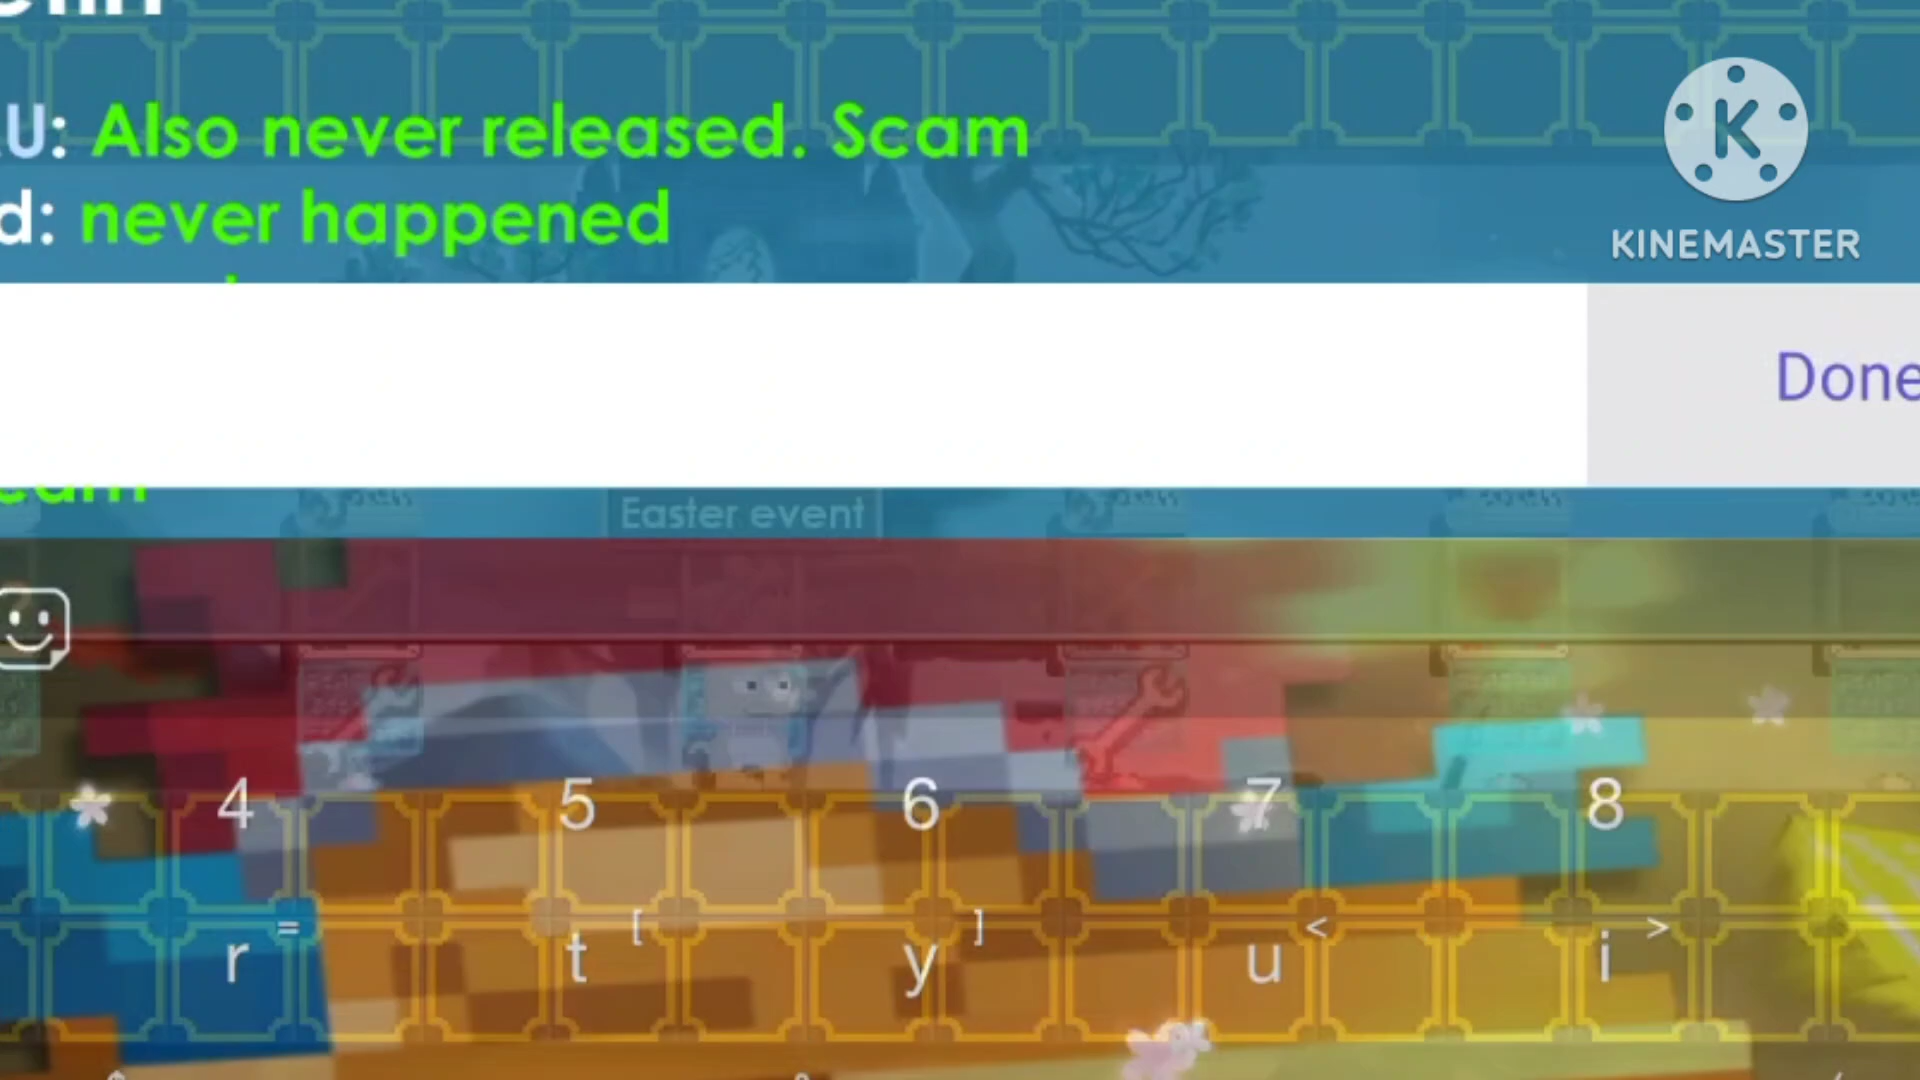 U: Also never released. Scam
d: never happened
KINEMASTER
Done
Easter event
4 5 6 7 8
= [ ] < >
r t y u i